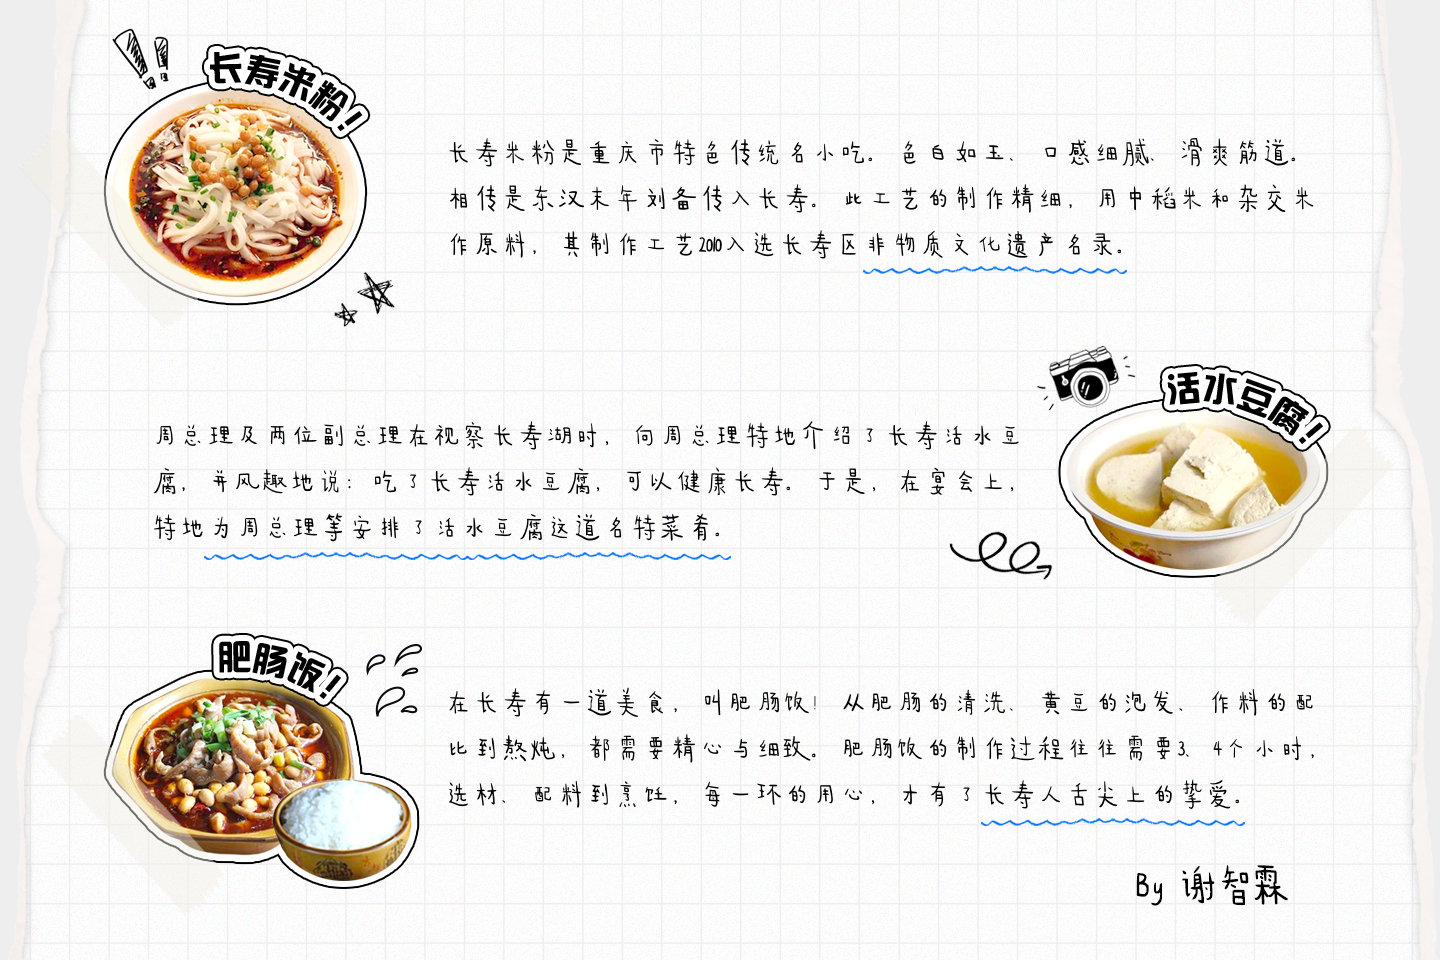 长寿米粉!
长寿米粉是重庆市特色传统名小吃。色白如玉、口感细腻、滑爽筋道。
相传是东汉末年刘备传入长寿。此工艺的制作精细，用中稻米和杂交米
作原料，其制作工艺2010入选长寿区非物质文化遗产名录。
活水豆腐!
周总理及两位副总理在视察长寿湖时，向周总理特地介绍了长寿活水豆
腐，并风趣地说：吃了长寿活水豆腐，可以健康长寿。于是，在宴会上，
特地为周总理等安排了活水豆腐这道名特菜肴。
肥肠饭!
在长寿有一道美食，叫肥肠饭！从肥肠的清洗、黄豆的泡发、作料的配
比到熬炖，都需要精心与细致。肥肠饭的制作过程往往需要3、4个小时，
选材、配料到烹饪，每一环的用心，才有了长寿人舌尖上的挚爱。
By 谢智霖